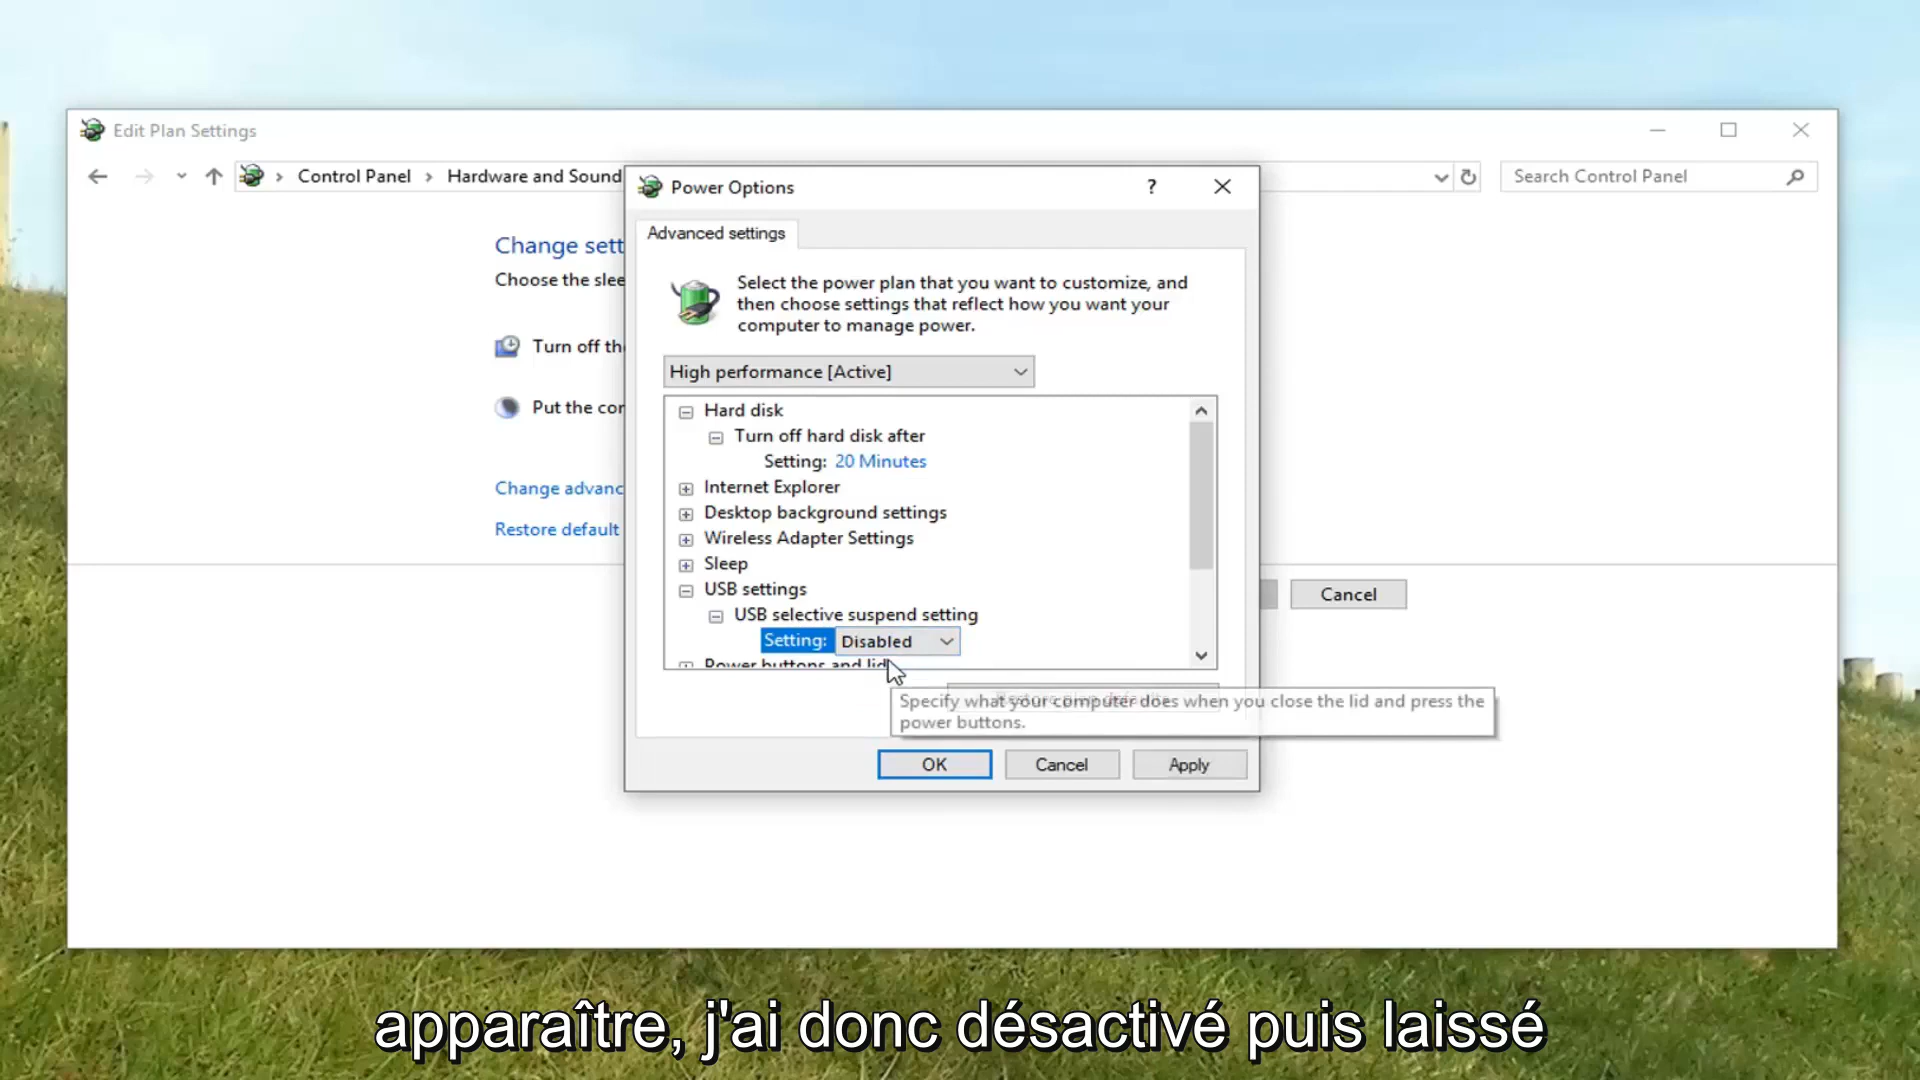 Edit Plan Settings
Control Panel
Hardware and Sound
Search Control Panel
Power Options
?
Advanced settings
Change sett
Choose the slee
Turn off the
Put the cor
Change advanc
Restore default
Select the power plan that you want to customize, and
then choose settings that reflect how you want your
computer to manage power.
High performance [Active]
Hard disk
Turn off hard disk after
Setting: 20 Minutes
Internet Explorer
Desktop background settings
Wireless Adapter Settings
Sleep
USB settings
USB selective suspend setting
Setting: Disabled
Power buttons and lid
Restore plan defaults
Specify what your computer does when you close the lid and press the
power buttons.
OK
Cancel
Apply
Cancel
apparaître, j'ai donc désactivé puis laissé